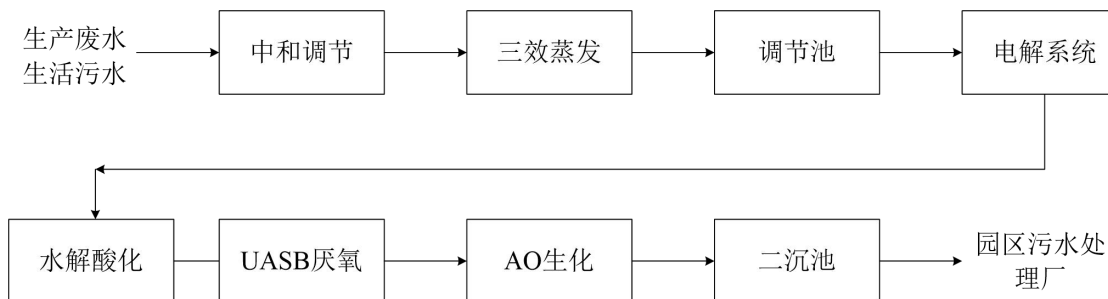 生产废水
生活污水
中和调节
三效蒸发
调节池
电解系统
水解酸化
UASB厌氧
AO生化
二沉池
园区污水处
理厂